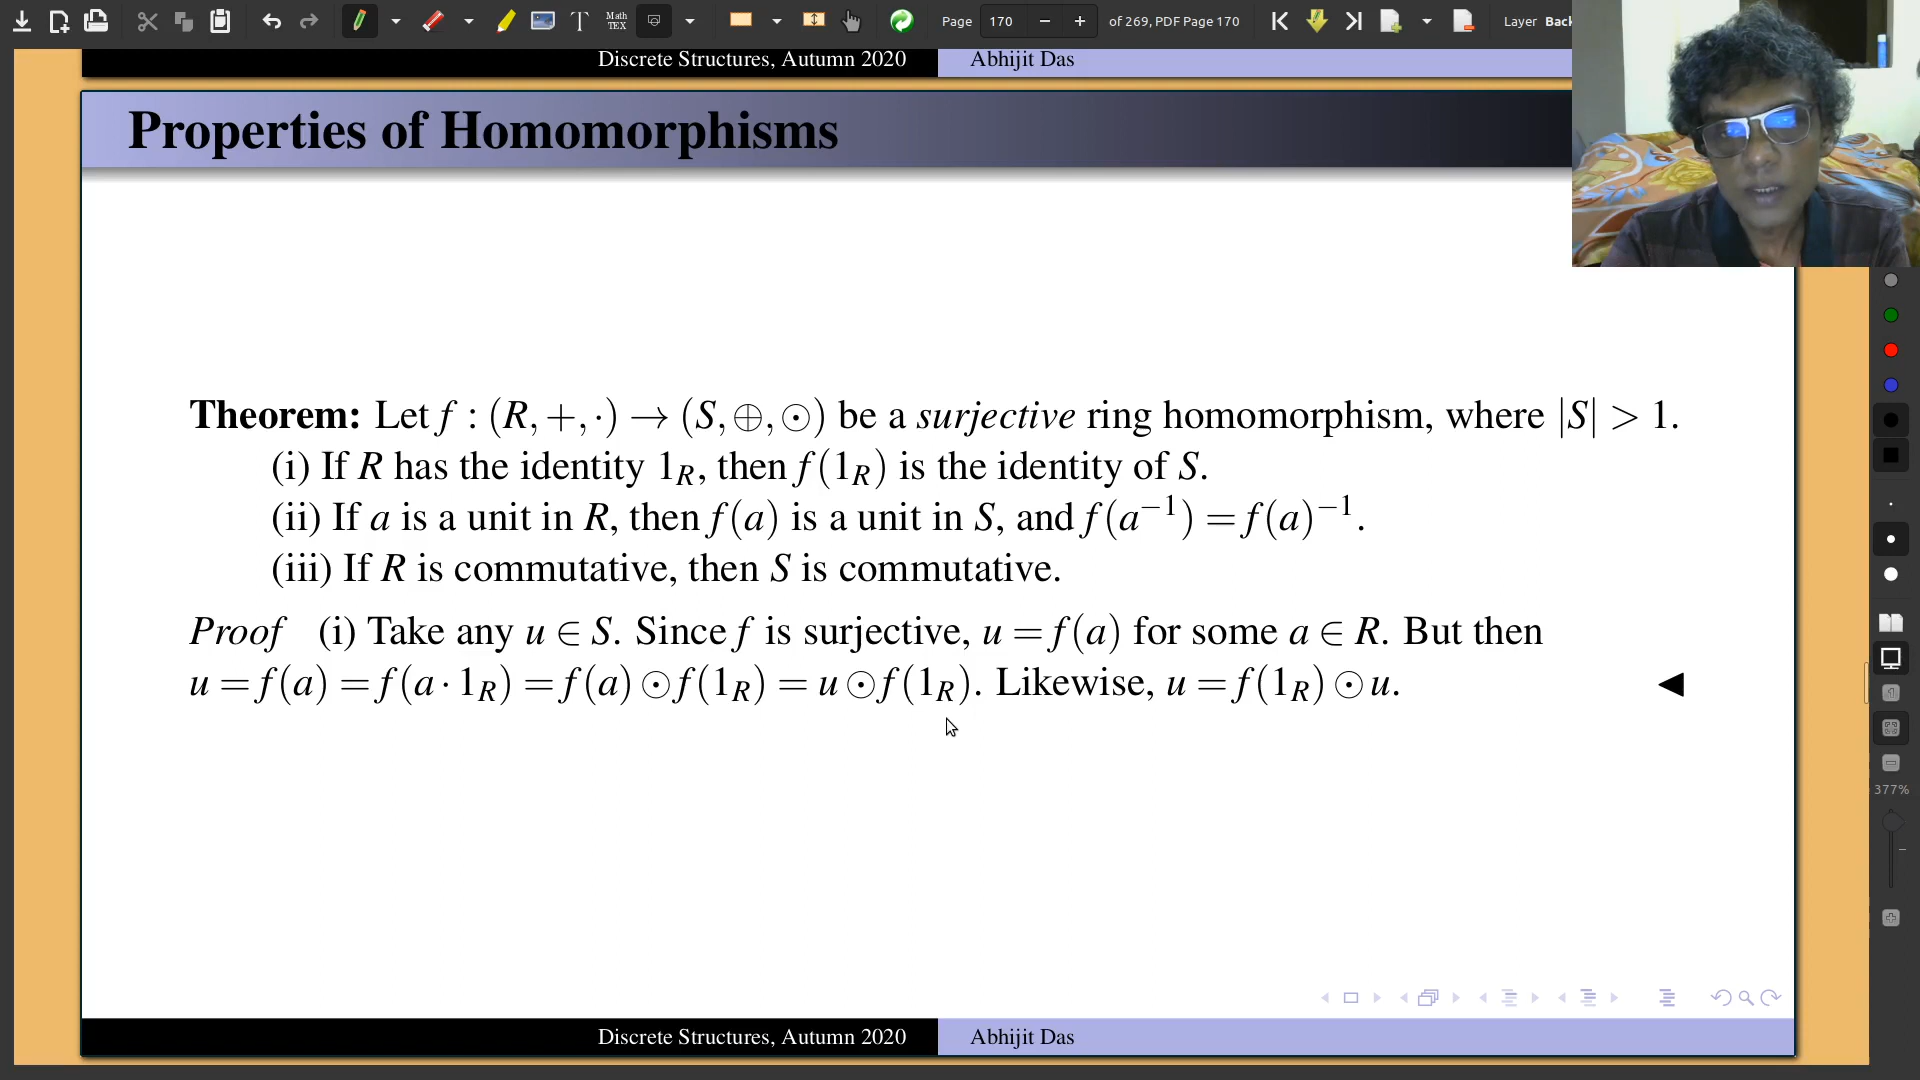 Math TEX Page 170 of 269, PDF Page 170 Layer Back
Discrete Structures, Autumn 2020 Abhijit Das
Properties of Homomorphisms
Theorem: Let f : (R, +, ·) → (S, ⊕, ⊙) be a surjective ring homomorphism, where |S| > 1.
(i) If R has the identity 1_R, then f(1_R) is the identity of S.
(ii) If a is a unit in R, then f(a) is a unit in S, and f(a⁻¹) = f(a)⁻¹.
(iii) If R is commutative, then S is commutative.
Proof (i) Take any u ∈ S. Since f is surjective, u = f(a) for some a ∈ R. But then
u = f(a) = f(a · 1_R) = f(a) ⊙ f(1_R) = u ⊙ f(1_R). Likewise, u = f(1_R) ⊙ u. ◀
377%
Discrete Structures, Autumn 2020 Abhijit Das